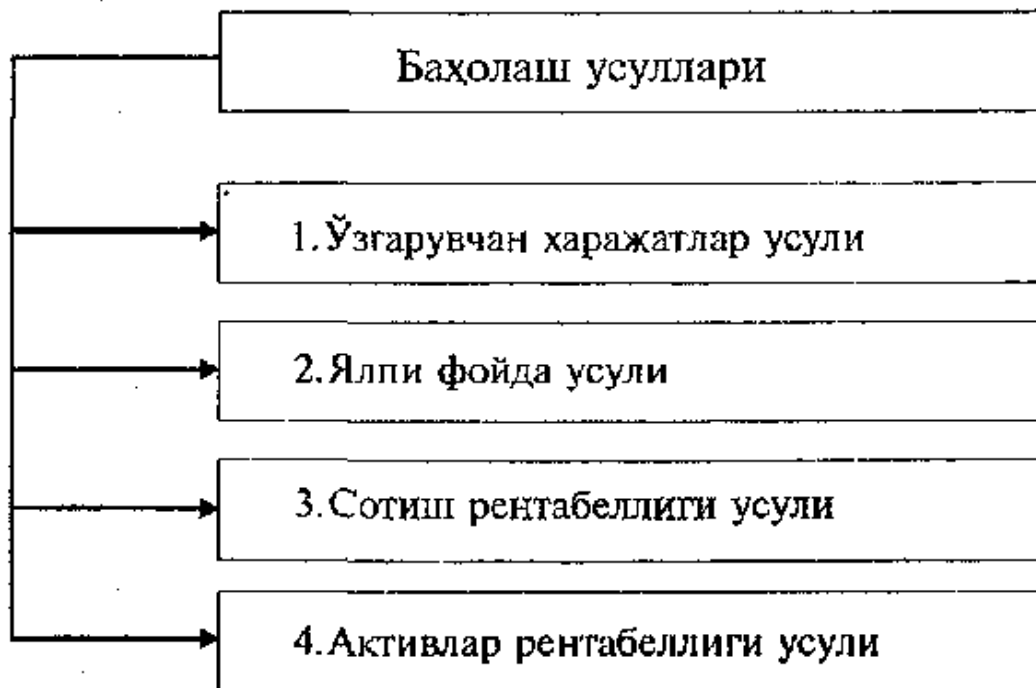 Баҳолаш усуллари
1. Ўзгарувчан харажатлар усули
2. Ялпи фойда усули
3. Сотиш рентабеллиги усули
4. Активлар рентабеллиги усули